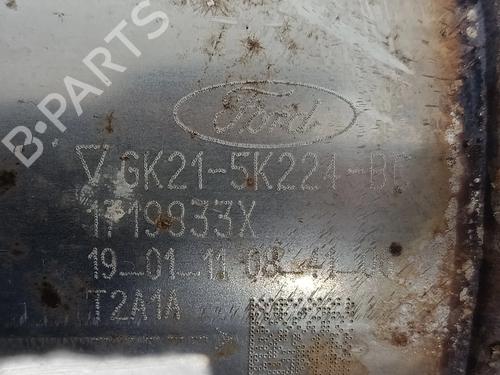 B-PARTS
Ford
GK21-5K224-BC
1719833X
19-01-11 08-41-
T2A1A